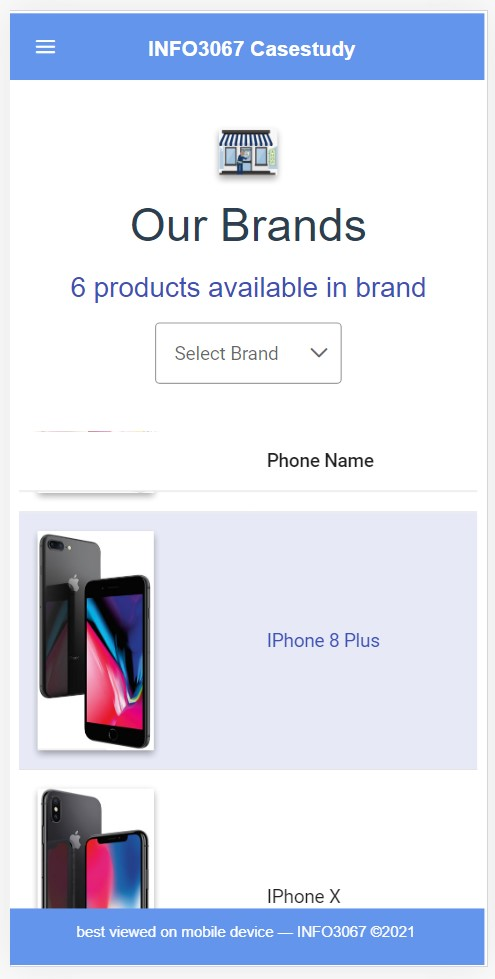 INFO3067 Casestudy
Our Brands
6 products available in brand
Select Brand
Phone Name
IPhone 8 Plus
IPhone X
best viewed on mobile device — INFO3067 ©2021